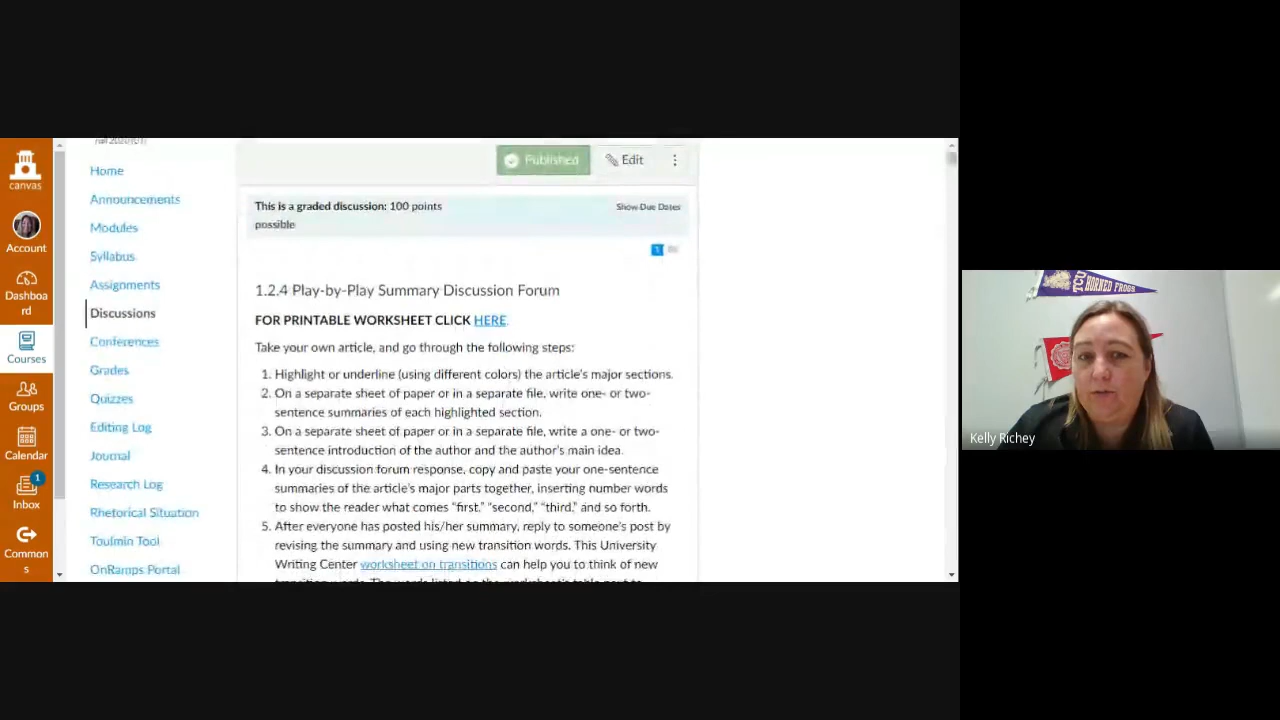 canvas
Account
Dashboa
rd
Courses
Groups
Calendar
1
Inbox
Common
s
Home
Announcements
Modules
Syllabus
Assignments
Discussions
Conferences
Grades
Quizzes
Editing Log
Journal
Research Log
Rhetorical Situation
Toulmin Tool
OnRamps Portal
Published
Edit
This is a graded discussion: 100 points
possible
Show Due Dates
1
1.2.4 Play-by-Play Summary Discussion Forum
FOR PRINTABLE WORKSHEET CLICK HERE.
Take your own article, and go through the following steps:
1. Highlight or underline (using different colors) the article's major sections.
2. On a separate sheet of paper or in a separate file, write one- or two-
sentence summaries of each highlighted section.
3. On a separate sheet of paper or in a separate file, write a one- or two-
sentence introduction of the author and the author's main idea.
4. In your discussion forum response, copy and paste your one-sentence
summaries of the article's major parts together, inserting number words
to show the reader what comes "first," "second," "third," and so forth.
5. After everyone has posted his/her summary, reply to someone's post by
revising the summary and using new transition words. This University
Writing Center worksheet on transitions can help you to think of new
TCU HORNED FROGS
Kelly Richey